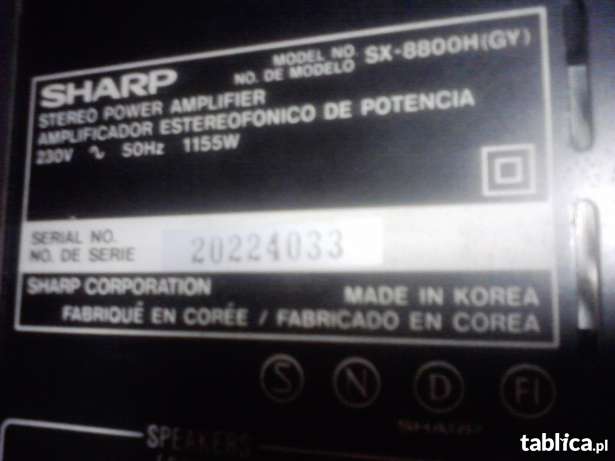 MODEL NO. SX-8800H(GY)
SHARP NO. DE MODELO
STEREO POWER AMPLIFIER
AMPLIFICADOR ESTEREOFONICO DE POTENCIA
230V ∿ 50Hz 1155W
SERIAL NO.
NO. DE SERIE 20224033
SHARP CORPORATION MADE IN KOREA
FABRIQUÉ EN CORÉE / FABRICADO EN COREA
S N D FI
SHARP
SPEAKERS
tablica.pl